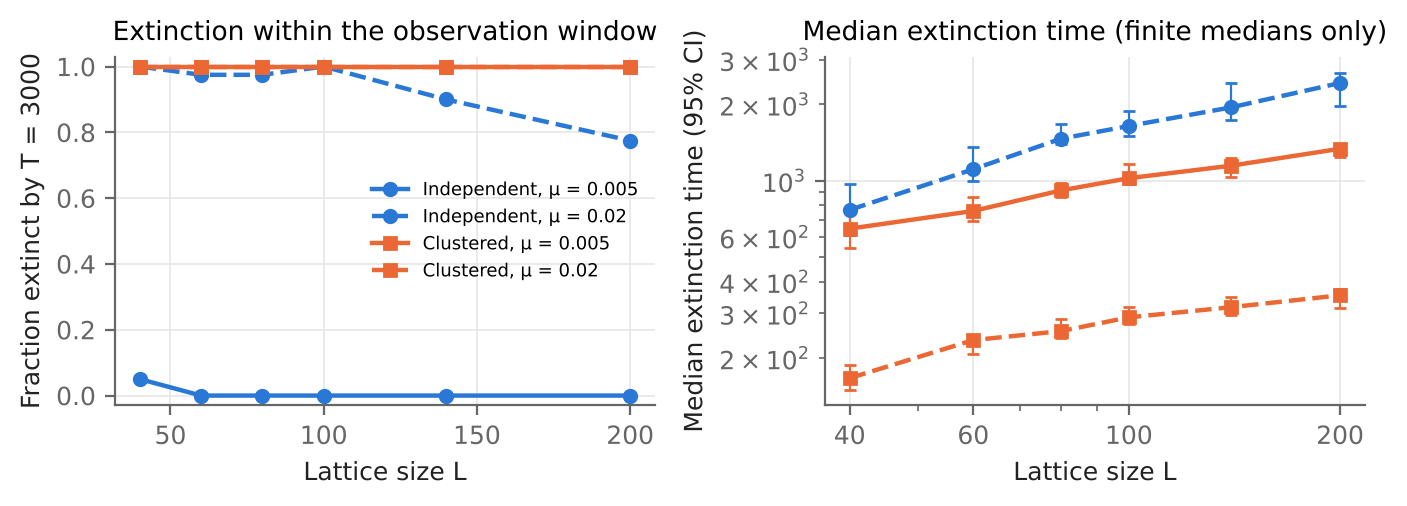 Extinction within the observation window
Fraction extinct by T = 3000
1.0
0.8
0.6
0.4
0.2
0.0
Independent, μ = 0.005
Independent, μ = 0.02
Clustered, μ = 0.005
Clustered, μ = 0.02
50
100
150
200
Lattice size L
Median extinction time (finite medians only)
Median extinction time (95% CI)
3 × 10³
2 × 10³
10³
6 × 10²
4 × 10²
3 × 10²
2 × 10²
40
60
100
200
Lattice size L